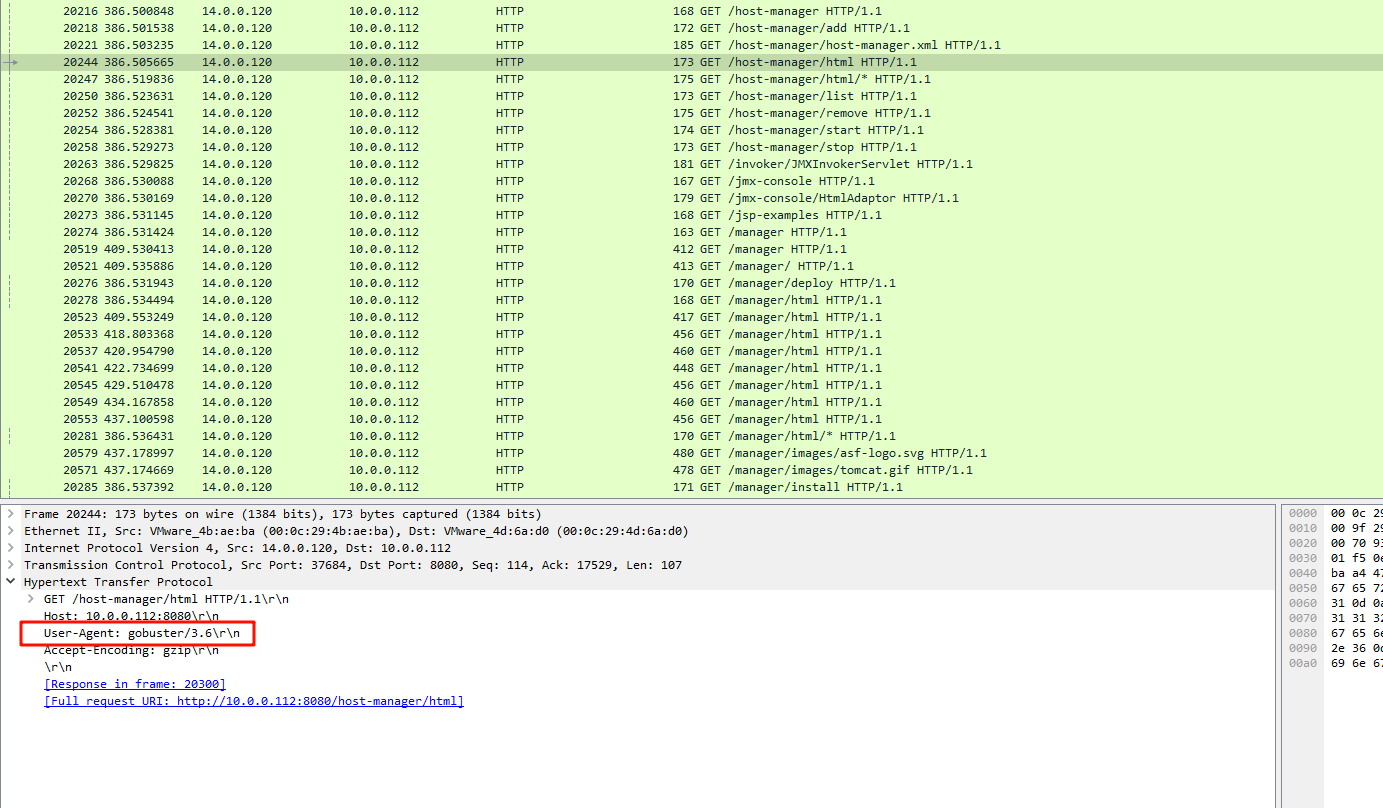 20216 386.500848 14.0.0.120 10.0.0.112 HTTP 168 GET /host-manager HTTP/1.1
20218 386.501538 14.0.0.120 10.0.0.112 HTTP 172 GET /host-manager/add HTTP/1.1
20221 386.503235 14.0.0.120 10.0.0.112 HTTP 185 GET /host-manager/host-manager.xml HTTP/1.1
20244 386.505665 14.0.0.120 10.0.0.112 HTTP 173 GET /host-manager/html HTTP/1.1
20247 386.519836 14.0.0.120 10.0.0.112 HTTP 175 GET /host-manager/html/* HTTP/1.1
20250 386.523631 14.0.0.120 10.0.0.112 HTTP 173 GET /host-manager/list HTTP/1.1
20252 386.524541 14.0.0.120 10.0.0.112 HTTP 175 GET /host-manager/remove HTTP/1.1
20254 386.528381 14.0.0.120 10.0.0.112 HTTP 174 GET /host-manager/start HTTP/1.1
20258 386.529273 14.0.0.120 10.0.0.112 HTTP 173 GET /host-manager/stop HTTP/1.1
20263 386.529825 14.0.0.120 10.0.0.112 HTTP 181 GET /invoker/JMXInvokerServlet HTTP/1.1
20268 386.530088 14.0.0.120 10.0.0.112 HTTP 167 GET /jmx-console HTTP/1.1
20270 386.530169 14.0.0.120 10.0.0.112 HTTP 179 GET /jmx-console/HtmlAdaptor HTTP/1.1
20273 386.531145 14.0.0.120 10.0.0.112 HTTP 168 GET /jsp-examples HTTP/1.1
20274 386.531424 14.0.0.120 10.0.0.112 HTTP 163 GET /manager HTTP/1.1
20519 409.530413 14.0.0.120 10.0.0.112 HTTP 412 GET /manager HTTP/1.1
20521 409.535886 14.0.0.120 10.0.0.112 HTTP 413 GET /manager/ HTTP/1.1
20276 386.531943 14.0.0.120 10.0.0.112 HTTP 170 GET /manager/deploy HTTP/1.1
20278 386.534494 14.0.0.120 10.0.0.112 HTTP 168 GET /manager/html HTTP/1.1
20523 409.553249 14.0.0.120 10.0.0.112 HTTP 417 GET /manager/html HTTP/1.1
20533 418.803368 14.0.0.120 10.0.0.112 HTTP 456 GET /manager/html HTTP/1.1
20537 420.954790 14.0.0.120 10.0.0.112 HTTP 460 GET /manager/html HTTP/1.1
20541 422.734699 14.0.0.120 10.0.0.112 HTTP 448 GET /manager/html HTTP/1.1
20545 429.510478 14.0.0.120 10.0.0.112 HTTP 456 GET /manager/html HTTP/1.1
20549 434.167858 14.0.0.120 10.0.0.112 HTTP 460 GET /manager/html HTTP/1.1
20553 437.100598 14.0.0.120 10.0.0.112 HTTP 456 GET /manager/html HTTP/1.1
20281 386.536431 14.0.0.120 10.0.0.112 HTTP 170 GET /manager/html/* HTTP/1.1
20579 437.178997 14.0.0.120 10.0.0.112 HTTP 480 GET /manager/images/asf-logo.svg HTTP/1.1
20571 437.174669 14.0.0.120 10.0.0.112 HTTP 478 GET /manager/images/tomcat.gif HTTP/1.1
20285 386.537392 14.0.0.120 10.0.0.112 HTTP 171 GET /manager/install HTTP/1.1
Frame 20244: 173 bytes on wire (1384 bits), 173 bytes captured (1384 bits)
Ethernet II, Src: VMware_4b:ae:ba (00:0c:29:4b:ae:ba), Dst: VMware_4d:6a:d0 (00:0c:29:4d:6a:d0)
Internet Protocol Version 4, Src: 14.0.0.120, Dst: 10.0.0.112
Transmission Control Protocol, Src Port: 37684, Dst Port: 8080, Seq: 114, Ack: 17529, Len: 107
Hypertext Transfer Protocol
GET /host-manager/html HTTP/1.1\r\n
Host: 10.0.0.112:8080\r\n
User-Agent: gobuster/3.6\r\n
Accept-Encoding: gzip\r\n
\r\n
[Response in frame: 20300]
[Full request URI: http://10.0.0.112:8080/host-manager/html]
0000 00 0c 29
0010 00 9f 29
0020 00 70 93
0030 01 f5 0e
0040 ba a4 47
0050 67 65 72
0060 31 0d 0a
0070 31 31 32
0080 67 65 6e
0090 2e 36 0d
00a0 69 6e 67